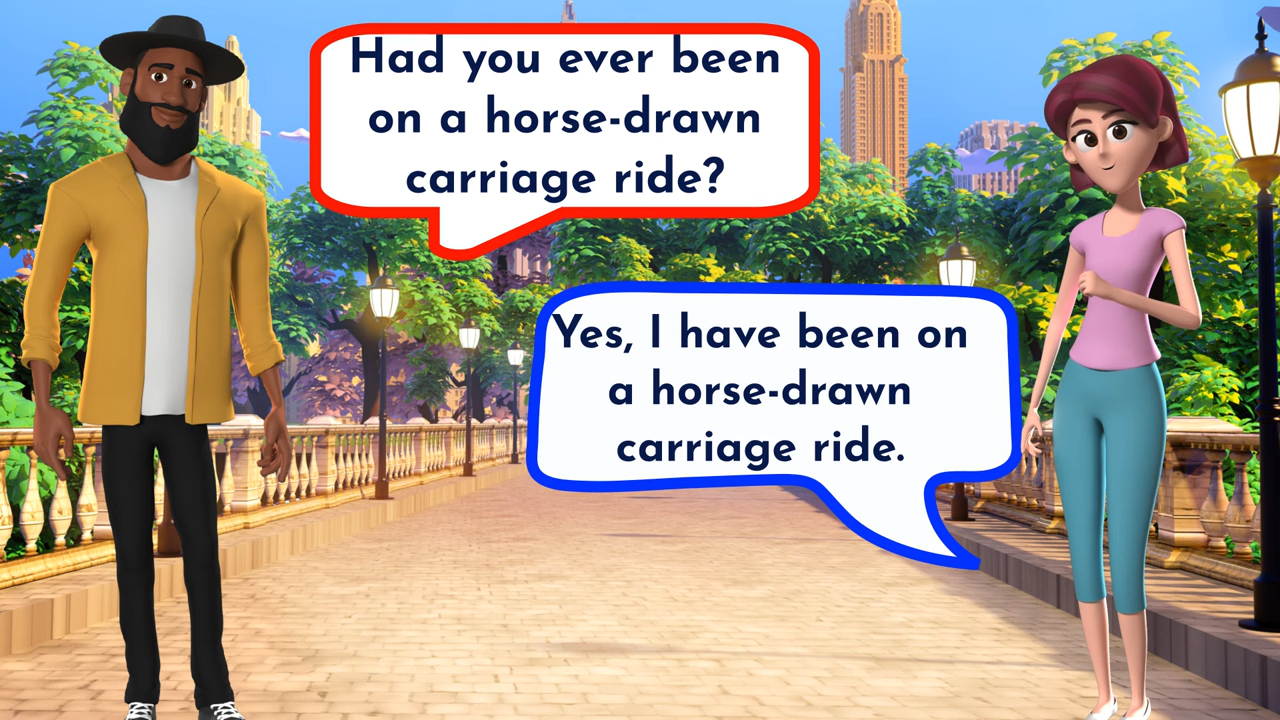 Had you ever been
on a horse-drawn
carriage ride?
Yes, I have been on
a horse-drawn
carriage ride.